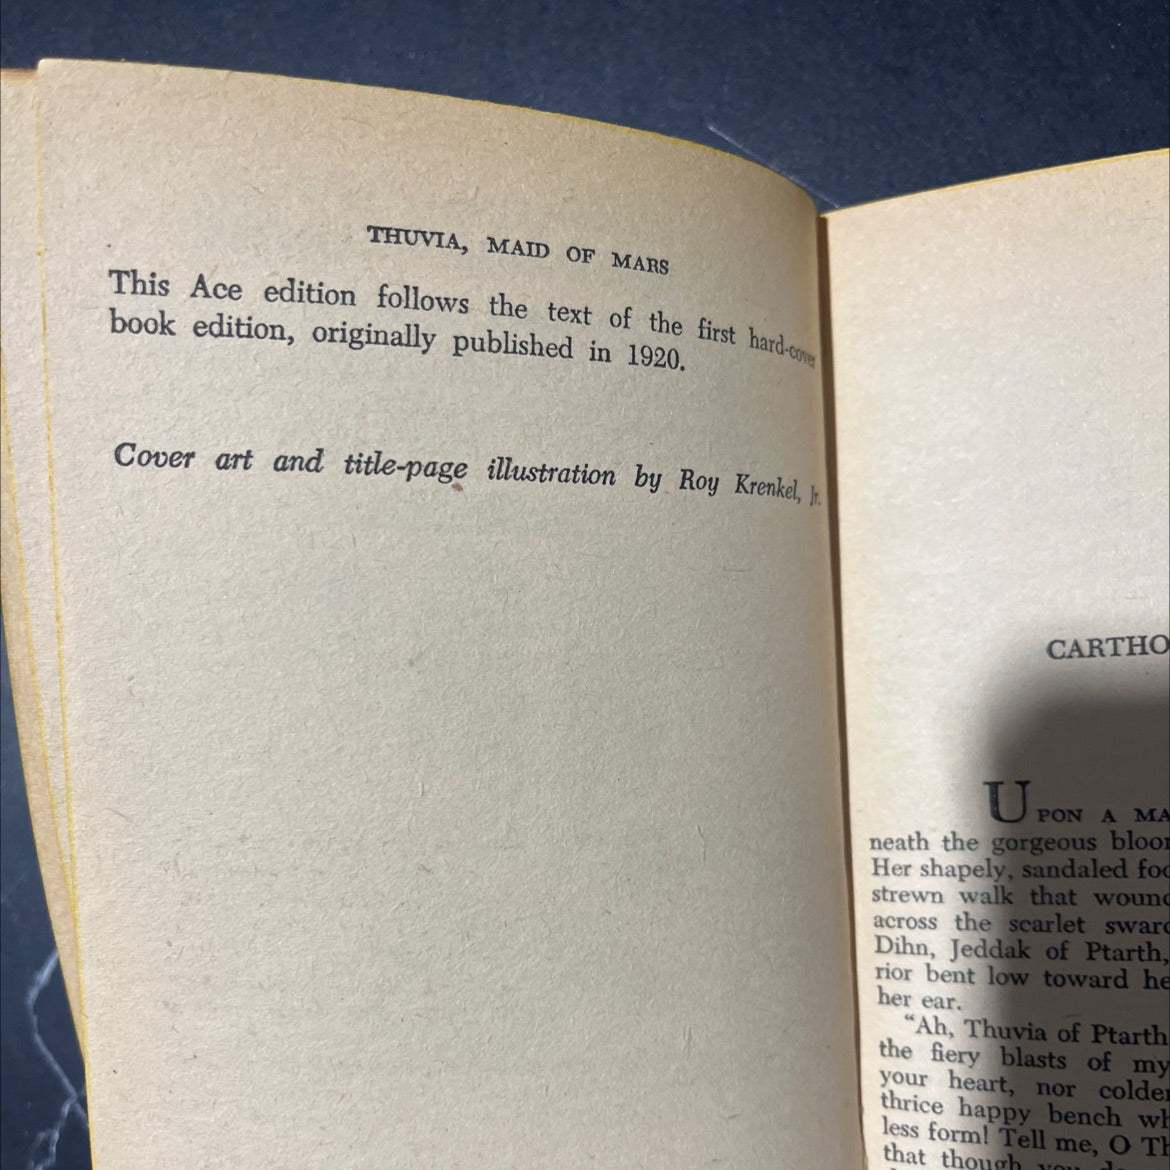 THUVIA, MAID OF MARS
This Ace edition follows the text of the first hard-cover
book edition, originally published in 1920.
Cover art and title-page illustration by Roy Krenkel, Jr.
CARTHO
UPON A MA
neath the gorgeous bloo
Her shapely, sandaled foo
strewn walk that wound
across the scarlet sward
Dihn, Jeddak of Ptarth,
rior bent low toward he
her ear.
"Ah, Thuvia of Ptarth
the fiery blasts of my
your heart, nor colder
thrice happy bench wh
less form! Tell me, O Th
that though